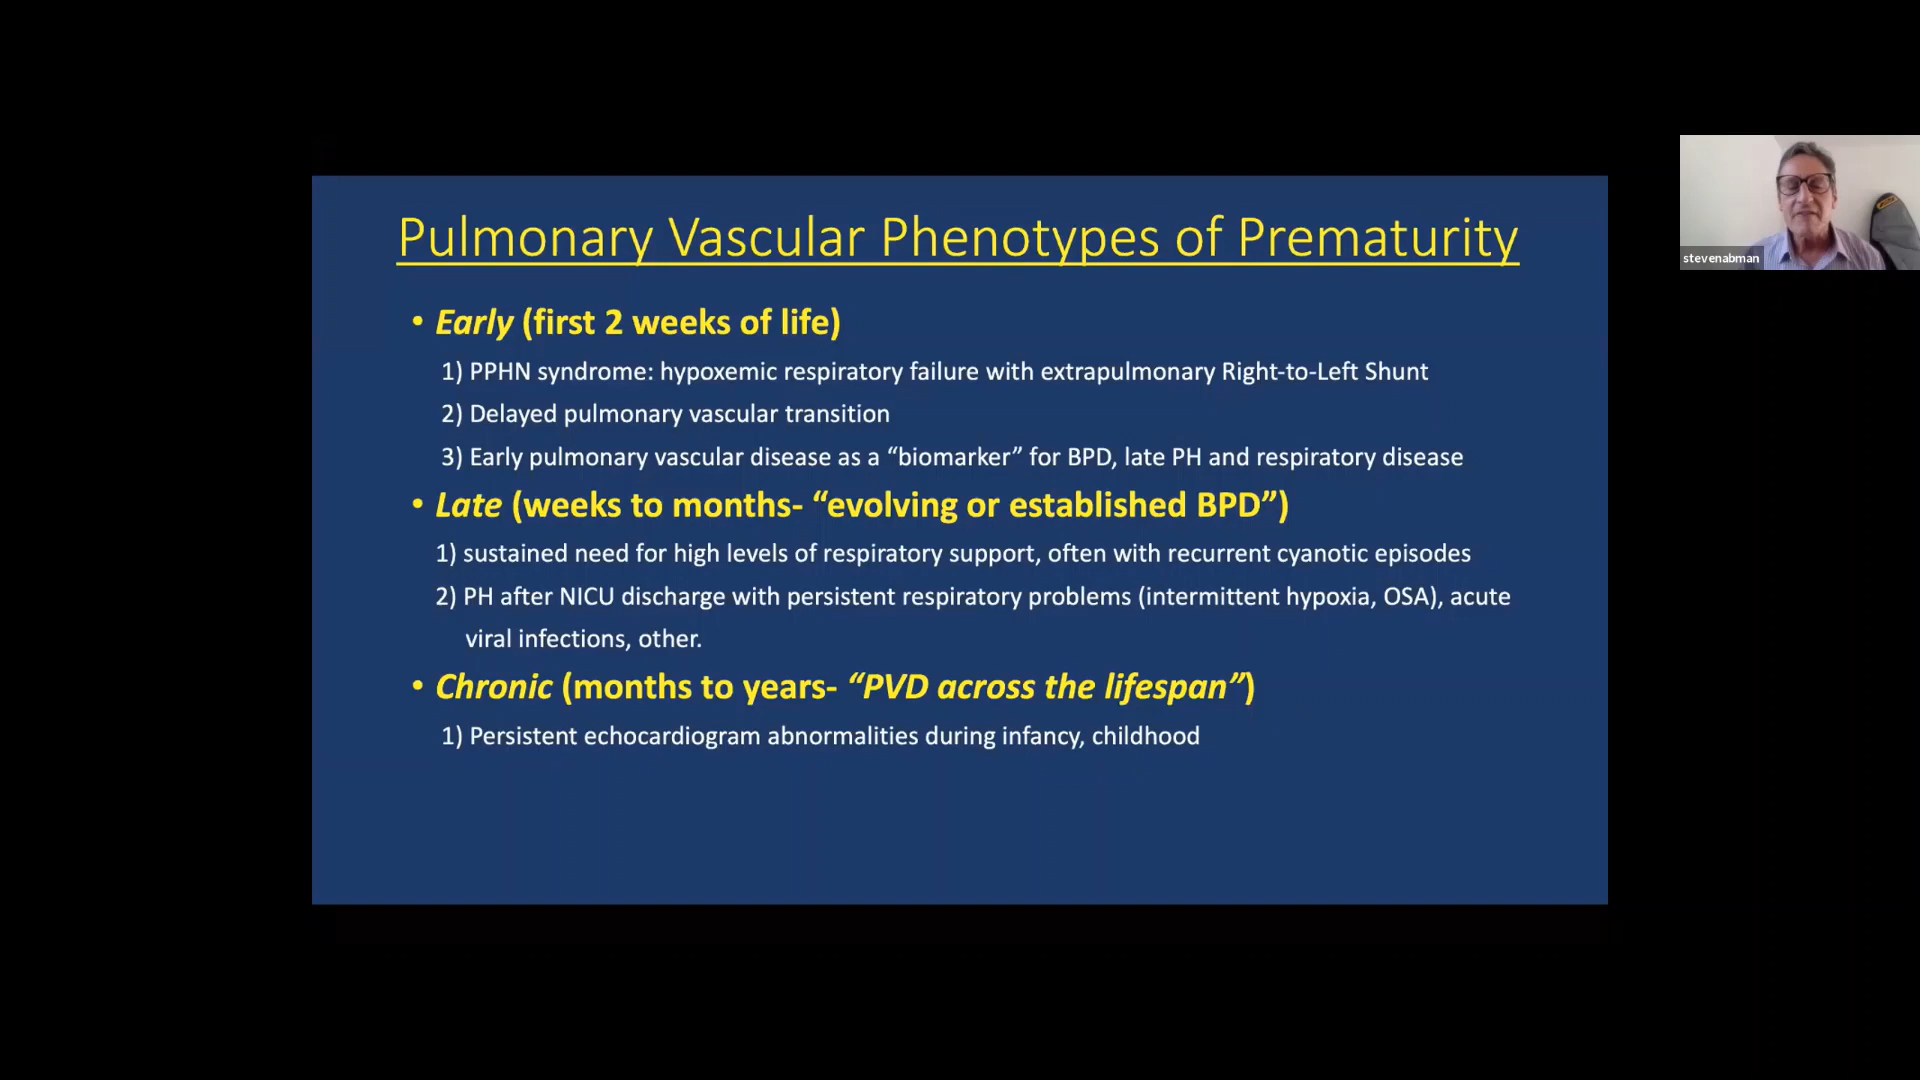 Pulmonary Vascular Phenotypes of Prematurity
• Early (first 2 weeks of life)
1) PPHN syndrome: hypoxemic respiratory failure with extrapulmonary Right-to-Left Shunt
2) Delayed pulmonary vascular transition
3) Early pulmonary vascular disease as a “biomarker” for BPD, late PH and respiratory disease
• Late (weeks to months- “evolving or established BPD”)
1) sustained need for high levels of respiratory support, often with recurrent cyanotic episodes
2) PH after NICU discharge with persistent respiratory problems (intermittent hypoxia, OSA), acute
viral infections, other.
• Chronic (months to years- “PVD across the lifespan”)
1) Persistent echocardiogram abnormalities during infancy, childhood
stevenabman